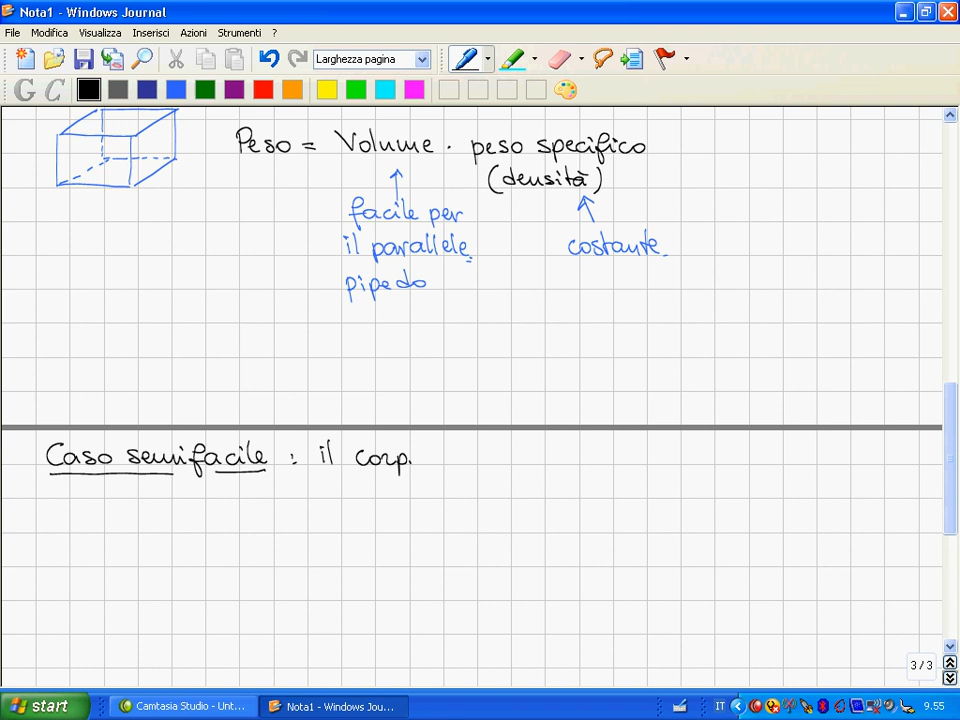 Nota1 - Windows Journal
File Modifica Visualizza Inserisci Azioni Strumenti ?
Larghezza pagina
G C
Peso = Volume · peso specifico
(densità)
facile per
il parallele
pipedo
costante.
Caso semifacile : il corp.
3 / 3
start
Camtasia Studio - Unt...
Nota1 - Windows Jou...
IT
9.55